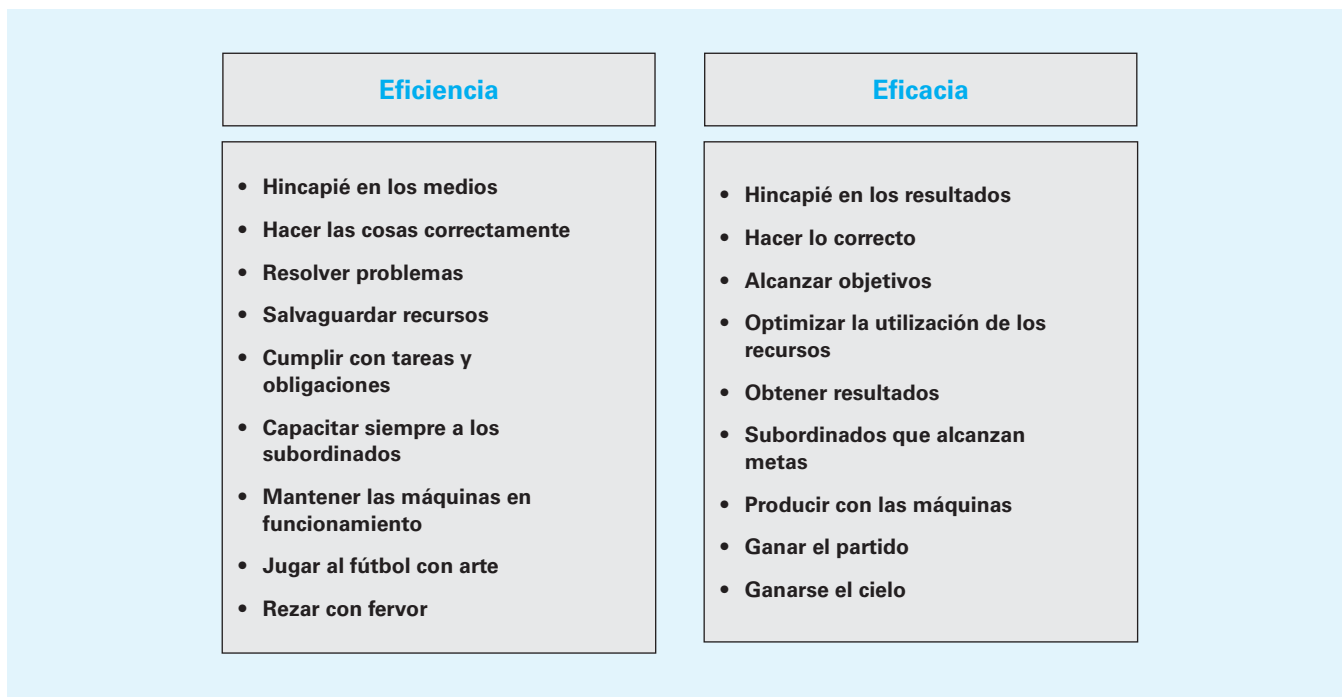 Eficiencia
• Hincapié en los medios
• Hacer las cosas correctamente
• Resolver problemas
• Salvaguardar recursos
• Cumplir con tareas y
obligaciones
• Capacitar siempre a los
subordinados
• Mantener las máquinas en
funcionamiento
• Jugar al fútbol con arte
• Rezar con fervor
Eficacia
• Hincapié en los resultados
• Hacer lo correcto
• Alcanzar objetivos
• Optimizar la utilización de los
recursos
• Obtener resultados
• Subordinados que alcanzan
metas
• Producir con las máquinas
• Ganar el partido
• Ganarse el cielo